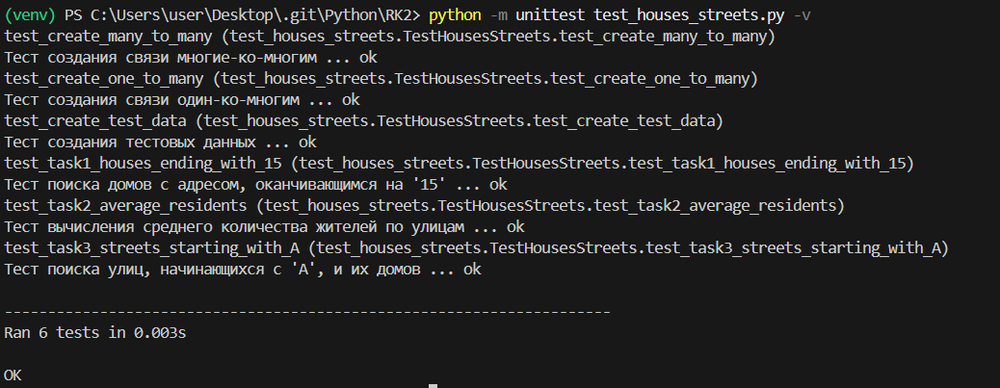 (venv) PS C:\Users\user\Desktop\.git\Python\RK2> python -m unittest test_houses_streets.py -v
test_create_many_to_many (test_houses_streets.TestHousesStreets.test_create_many_to_many)
Тест создания связи многие-ко-многим ... ok
test_create_one_to_many (test_houses_streets.TestHousesStreets.test_create_one_to_many)
Тест создания связи один-ко-многим ... ok
test_create_test_data (test_houses_streets.TestHousesStreets.test_create_test_data)
Тест создания тестовых данных ... ok
test_task1_houses_ending_with_15 (test_houses_streets.TestHousesStreets.test_task1_houses_ending_with_15)
Тест поиска домов с адресом, оканчивающимся на '15' ... ok
test_task2_average_residents (test_houses_streets.TestHousesStreets.test_task2_average_residents)
Тест вычисления среднего количества жителей по улицам ... ok
test_task3_streets_starting_with_A (test_houses_streets.TestHousesStreets.test_task3_streets_starting_with_A)
Тест поиска улиц, начинающихся с 'А', и их домов ... ok
----------------------------------------------------------------------
Ran 6 tests in 0.003s
OK